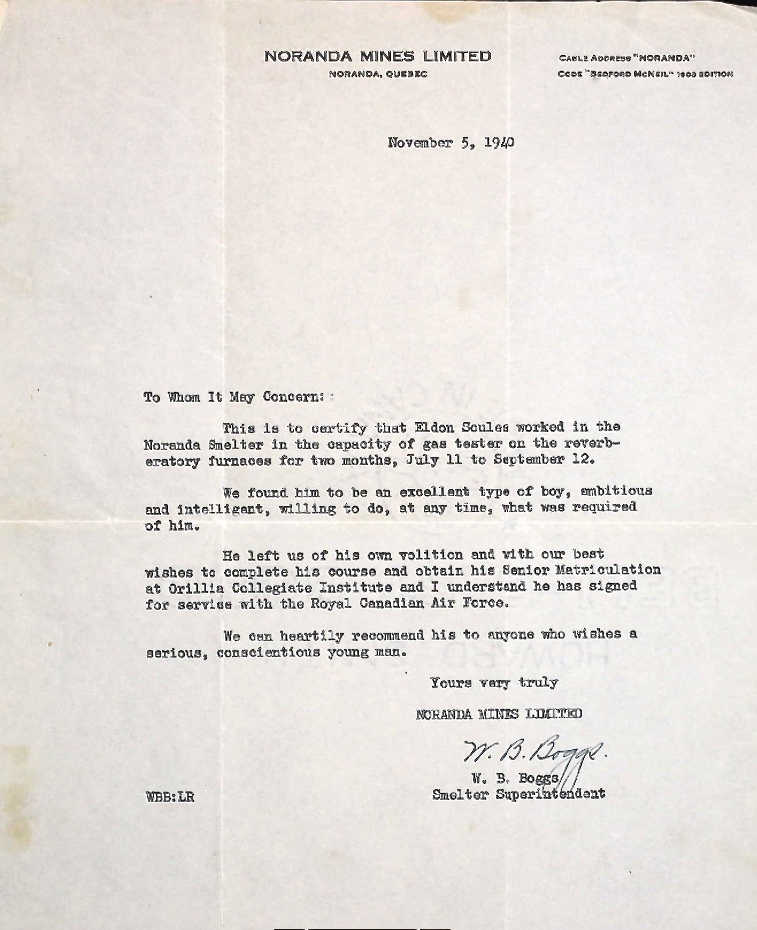 NORANDA MINES LIMITED
NORANDA, QUEBEC
CABLE ADDRESS "NORANDA"
CODE "BEDFORD MCNEIL" 1908 EDITION
November 5, 1940
To Whom It May Concern:
This is to certify that Eldon Soules worked in the
Noranda Smelter in the capacity of gas tester on the reverb-
eratory furnaces for two months, July 11 to September 12.
We found him to be an excellent type of boy, ambitious
and intelligent, willing to do, at any time, what was required
of him.
He left us of his own volition and with our best
wishes to complete his course and obtain his Senior Matriculation
at Orillia Collegiate Institute and I understand he has signed
for service with the Royal Canadian Air Force.
We can heartily recommend his to anyone who wishes a
serious, conscientious young man.
Yours very truly
NORANDA MINES LIMITED
W. B. Boggs.
W. B. Boggs
Smelter Superintendent
WBB:LR